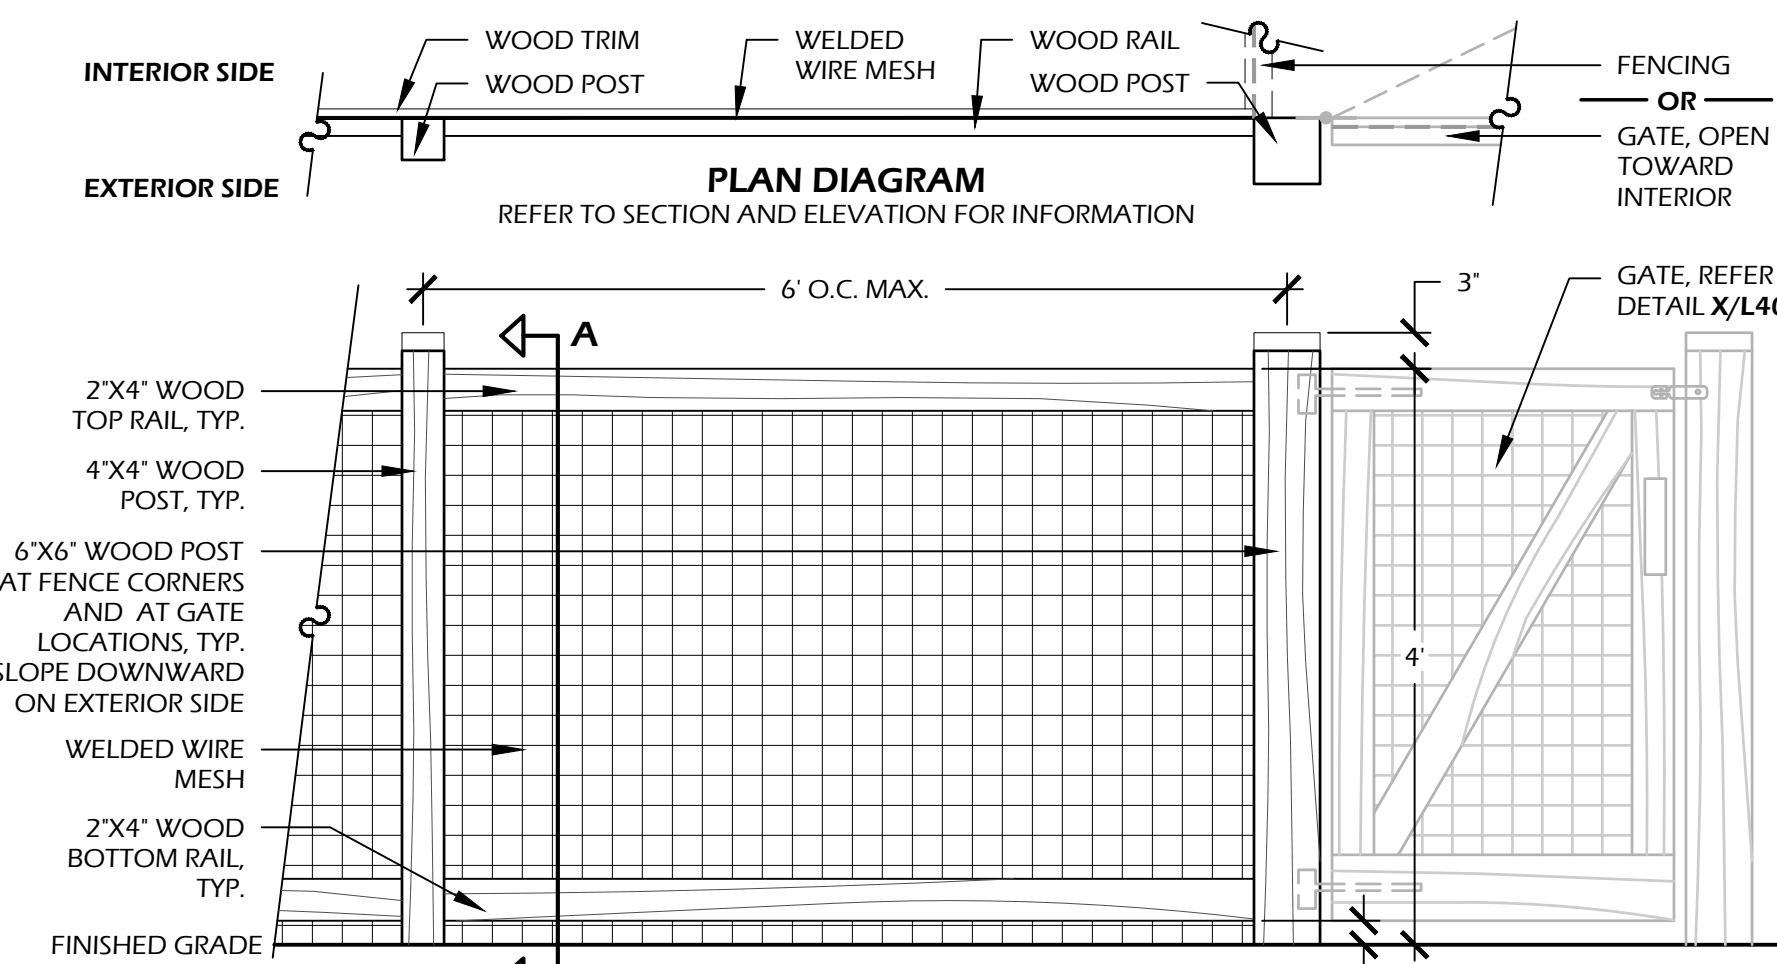 INTERIOR SIDE
WOOD TRIM
WOOD POST
WELDED
WIRE MESH
WOOD RAIL
WOOD POST
FENCING
OR
GATE, OPEN
TOWARD
INTERIOR
EXTERIOR SIDE
PLAN DIAGRAM
REFER TO SECTION AND ELEVATION FOR INFORMATION
6' O.C. MAX.
3"
GATE, REFER
DETAIL X/L40
A
2"X4" WOOD
TOP RAIL, TYP.
4"X4" WOOD
POST, TYP.
6"X6" WOOD POST
AT FENCE CORNERS
AND AT GATE
LOCATIONS, TYP.
SLOPE DOWNWARD
ON EXTERIOR SIDE
4'
WELDED WIRE
MESH
2"X4" WOOD
BOTTOM RAIL,
TYP.
FINISHED GRADE